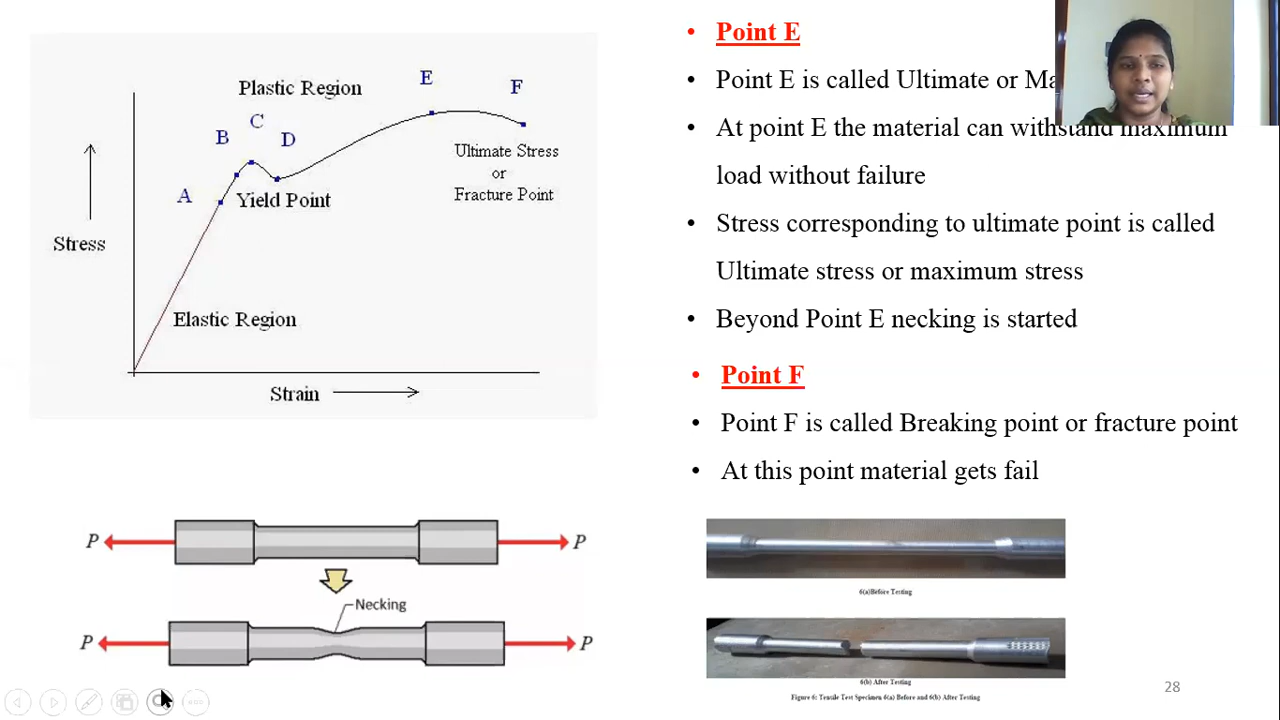 Plastic Region
E
F
C
B
D
A
Yield Point
Ultimate Stress
or
Fracture Point
Stress
Elastic Region
Strain
P
P
Necking
P
P
• Point E
• Point E is called Ultimate or
• At point E the material can withstand maximum
load without failure
• Stress corresponding to ultimate point is called
Ultimate stress or maximum stress
• Beyond Point E necking is started
• Point F
• Point F is called Breaking point or fracture point
• At this point material gets fail
6(a)Before Testing
6(b) After Testing
Figure 6: Tensile Test Specimen 6(a) Before and 6(b) After Testing
28